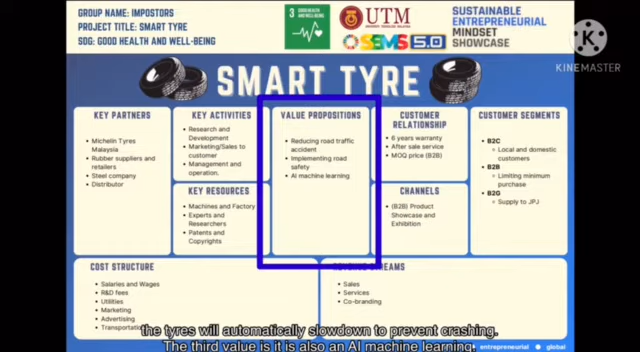 GROUP NAME: IMPOSTORS
PROJECT TITLE: SMART TYRE
SDG: GOOD HEALTH AND WELL-BEING
3 GOOD HEALTH AND WELL-BEING
UTM
SEMS 5.0
SUSTAINABLE
ENTREPRENEURIAL
MINDSET
SHOWCASE
KINEMASTER
SMART TYRE
KEY PARTNERS
• Michelin Tyres
Malaysia
• Rubber suppliers and
retailers
• Steel company
• Distributor
KEY ACTIVITIES
• Research and
Development
• Marketing/Sales to
customer
• Management and
operation.
KEY RESOURCES
• Machines and Factory
• Experts and
Researchers
• Patents and
Copyrights
VALUE PROPOSITIONS
• Reducing road traffic
accident
• Implementing road
safety
• AI machine learning
CUSTOMER
RELATIONSHIP
• 6 years warranty
• After sale service
• MOQ price (B2B)
CHANNELS
• (B2B) Product
Showcase and
Exhibition
CUSTOMER SEGMENTS
• B2C
Local and domestic
customers
• B2B
Limiting minimum
purchase
• B2G
Supply to JPJ
COST STRUCTURE
• Salaries and Wages
• R&D fees
• Utilities
• Marketing
• Advertising
• Transportation
REVENUE STREAMS
• Sales
• Services
• Co-branding
the tyres will automatically slowdown to prevent crashing.
The third value is it is also an AI machine learning.
entrepreneurial global